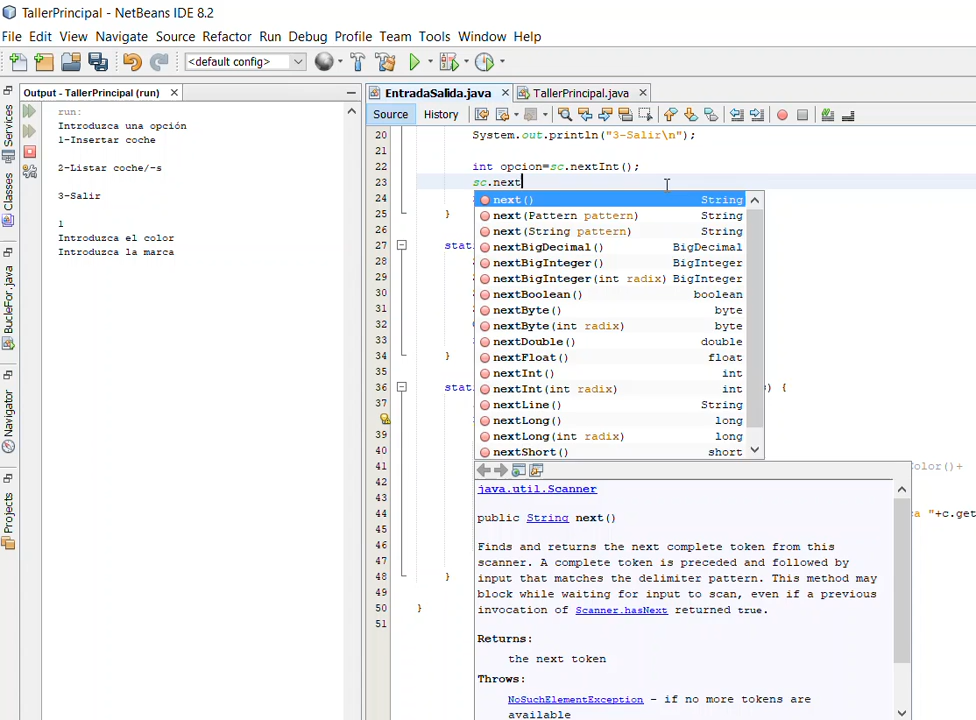 TallerPrincipal - NetBeans IDE 8.2
File Edit View Navigate Source Refactor Run Debug Profile Team Tools Window Help
<default config>
Output - TallerPrincipal (run)
EntradaSalida.java
TallerPrincipal.java
Source History
Services
Classes
BucleFor.java
Navigator
Projects
run:
Introduzca una opción
1-Insertar coche
2-Listar coche/-s
3-Salir
1
Introduzca el color
Introduzca la marca
20 System.out.println("3-Salir\n");
21
22 int opcion=sc.nextInt();
23 sc.next
24
25 }
26
27 stat
28
29
30
31
32
33
34 }
35
36 stat ) {
37
39
40
41 Color()+
42
43
44 ca "+c.get
45
46
47
48 }
49
50 }
51
next() String
next(Pattern pattern) String
next(String pattern) String
nextBigDecimal() BigDecimal
nextBigInteger() BigInteger
nextBigInteger(int radix) BigInteger
nextBoolean() boolean
nextByte() byte
nextByte(int radix) byte
nextDouble() double
nextFloat() float
nextInt() int
nextInt(int radix) int
nextLine() String
nextLong() long
nextLong(int radix) long
nextShort() short
java.util.Scanner
public String next()
Finds and returns the next complete token from this
scanner. A complete token is preceded and followed by
input that matches the delimiter pattern. This method may
block while waiting for input to scan, even if a previous
invocation of Scanner.hasNext returned true.
Returns:
the next token
Throws:
NoSuchElementException - if no more tokens are
available